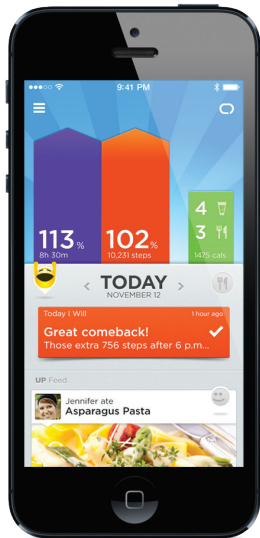 9:41 PM
4
3
113%
8h 30m
102%
10,231 steps
1475 cals
TODAY
NOVEMBER 12
Today I Will
1 hour ago
Great comeback!
Those extra 756 steps after 6 p.m...
UP Feed
Jennifer ate
Asparagus Pasta